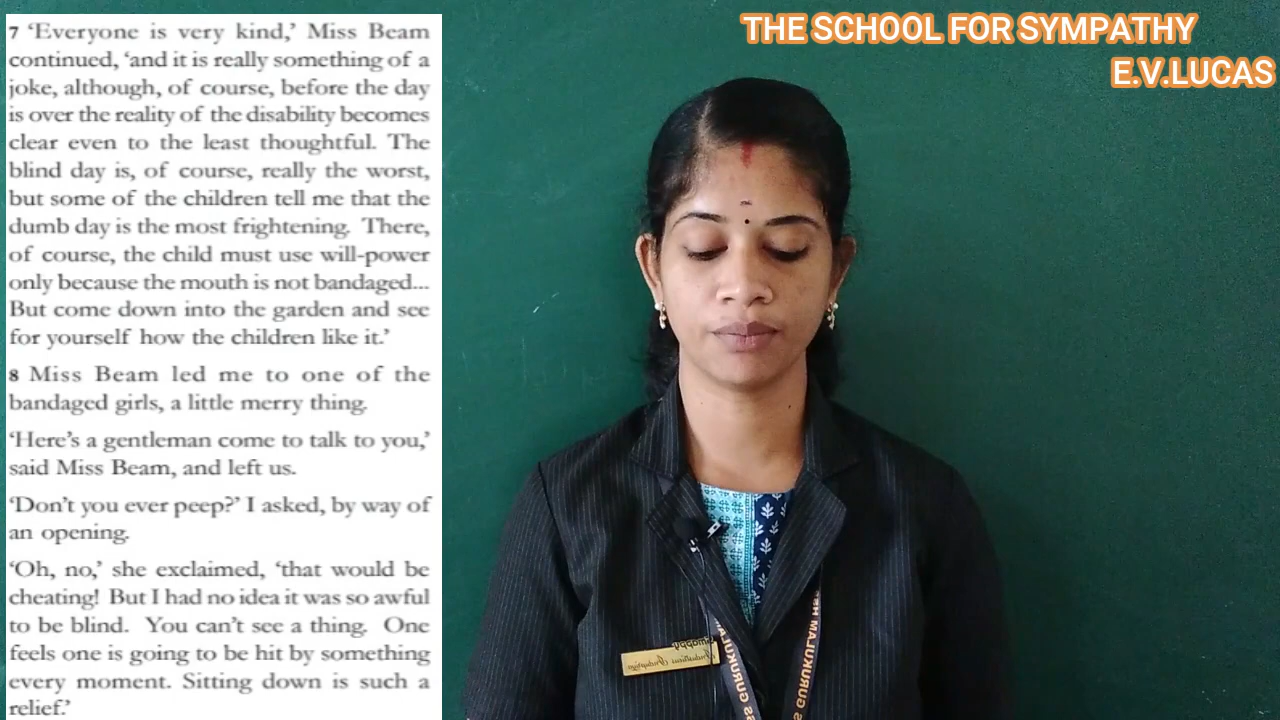 7 ‘Everyone is very kind,’ Miss Beam
continued, ‘and it is really something of a
joke, although, of course, before the day
is over the reality of the disability becomes
clear even to the least thoughtful. The
blind day is, of course, really the worst,
but some of the children tell me that the
dumb day is the most frightening. There,
of course, the child must use will-power
only because the mouth is not bandaged...
But come down into the garden and see
for yourself how the children like it.’
8 Miss Beam led me to one of the
bandaged girls, a little merry thing.
‘Here’s a gentleman come to talk to you,’
said Miss Beam, and left us.
‘Don’t you ever peep?’ I asked, by way of
an opening.
‘Oh, no,’ she exclaimed, ‘that would be
cheating! But I had no idea it was so awful
to be blind. You can’t see a thing. One
feels one is going to be hit by something
every moment. Sitting down is such a
relief.’
THE SCHOOL FOR SYMPATHY
E.V.LUCAS
GURUKULAM
GURUKULAM